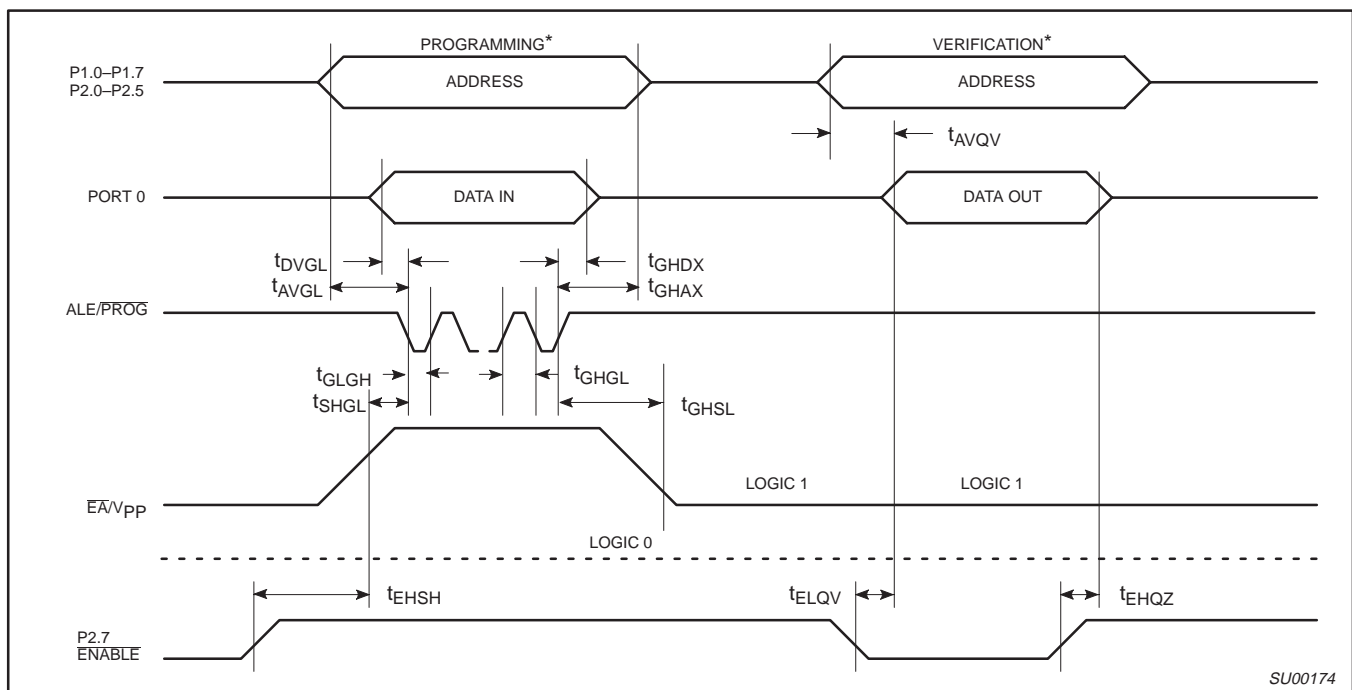 PROGRAMMING*
VERIFICATION*
P1.0–P1.7
P2.0–P2.5
ADDRESS
ADDRESS
tAVQV
PORT 0
DATA IN
DATA OUT
tDVGL
tGHDX
tAVGL
tGHAX
ALE/PROG
tGLGH
tGHGL
tSHGL
tGHSL
EA/VPP
LOGIC 1
LOGIC 1
LOGIC 0
tEHSH
tELQV
tEHQZ
P2.7
ENABLE
SU00174